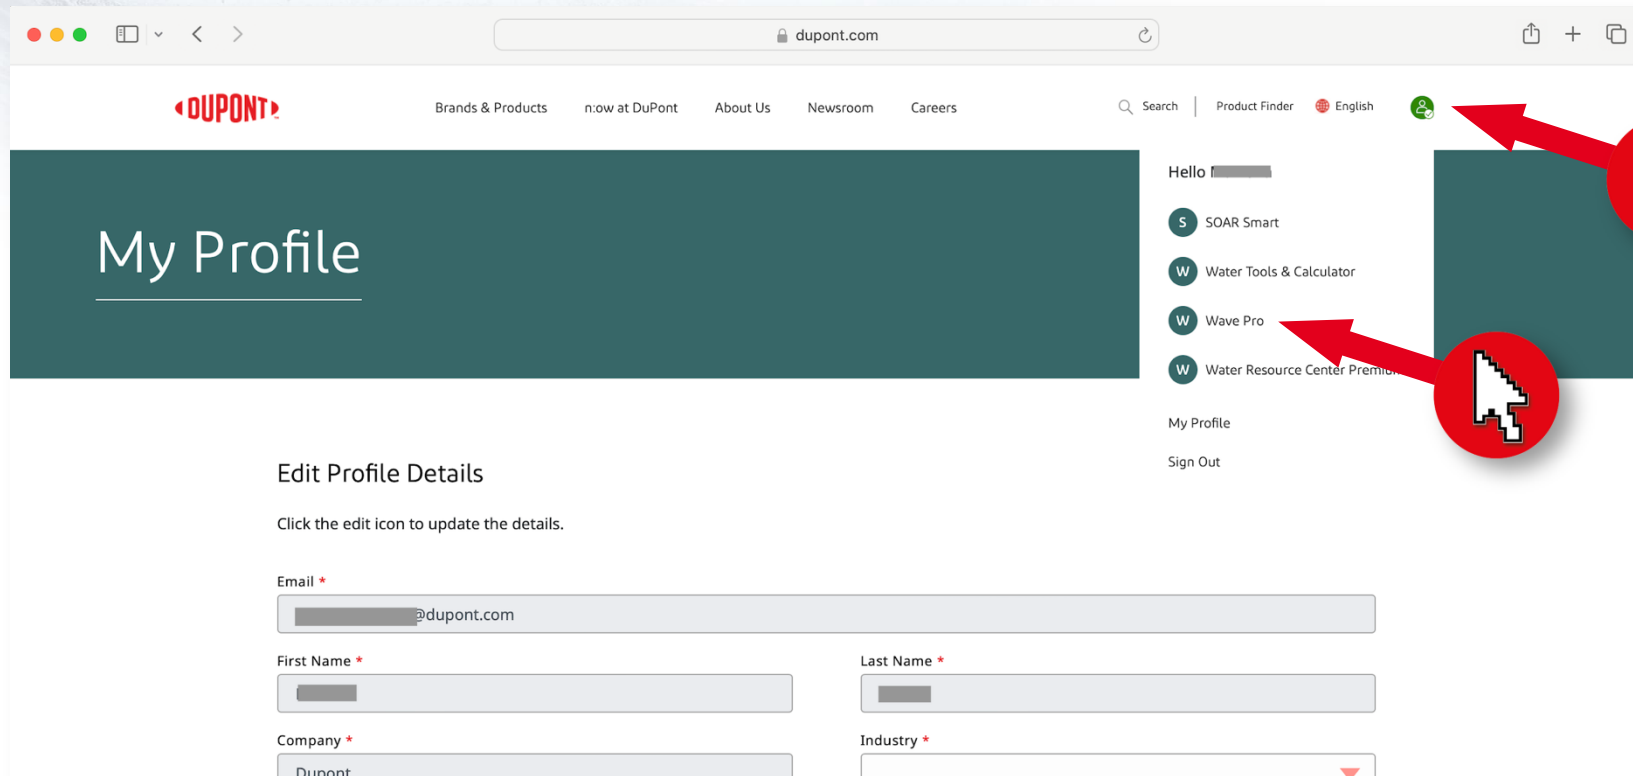 dupont.com
DUPONT
Brands & Products n:ow at DuPont About Us Newsroom Careers
Search Product Finder English
Hello
S SOAR Smart
My Profile
W Water Tools & Calculator
W Wave Pro
W Water Resource Center Premium
My Profile
Sign Out
Edit Profile Details
Click the edit icon to update the details.
Email *
@dupont.com
First Name *
Last Name *
Company *
Industry *
Dupont